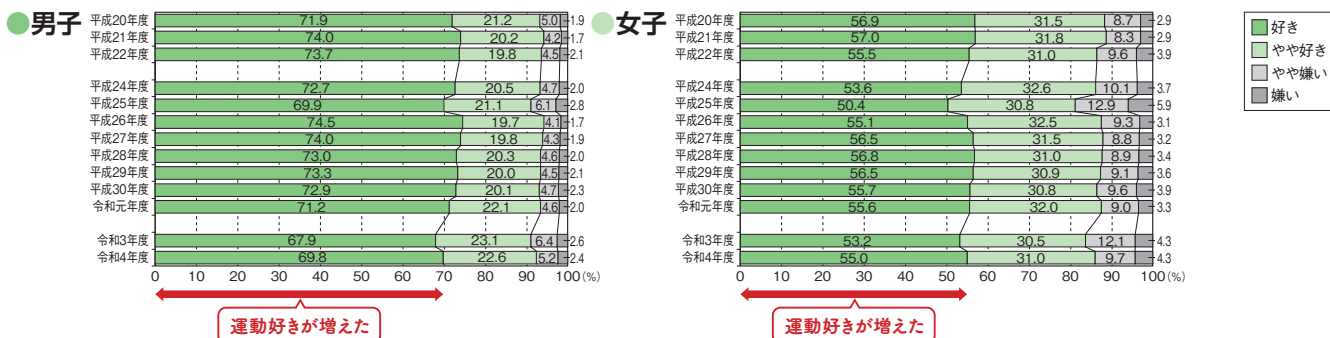 ●男子
平成20年度 71.9 21.2 5.0 1.9
平成21年度 74.0 20.2 4.2 1.7
平成22年度 73.7 19.8 4.5 2.1
平成24年度 72.7 20.5 4.7 2.0
平成25年度 69.9 21.1 6.1 2.8
平成26年度 74.5 19.7 4.1 1.7
平成27年度 74.0 19.8 4.3 1.9
平成28年度 73.0 20.3 4.6 2.0
平成29年度 73.3 20.0 4.5 2.1
平成30年度 72.9 20.1 4.7 2.3
令和元年度 71.2 22.1 4.6 2.0
令和3年度 67.9 23.1 6.4 2.6
令和4年度 69.8 22.6 5.2 2.4
0 10 20 30 40 50 60 70 80 90 100(%)
運動好きが増えた
●女子
平成20年度 56.9 31.5 8.7 2.9
平成21年度 57.0 31.8 8.3 2.9
平成22年度 55.5 31.0 9.6 3.9
平成24年度 53.6 32.6 10.1 3.7
平成25年度 50.4 30.8 12.9 5.9
平成26年度 55.1 32.5 9.3 3.1
平成27年度 56.5 31.5 8.8 3.2
平成28年度 56.8 31.0 8.9 3.4
平成29年度 56.5 30.9 9.1 3.6
平成30年度 55.7 30.8 9.6 3.9
令和元年度 55.6 32.0 9.0 3.3
令和3年度 53.2 30.5 12.1 4.3
令和4年度 55.0 31.0 9.7 4.3
0 10 20 30 40 50 60 70 80 90 100(%)
運動好きが増えた
好き
やや好き
やや嫌い
嫌い